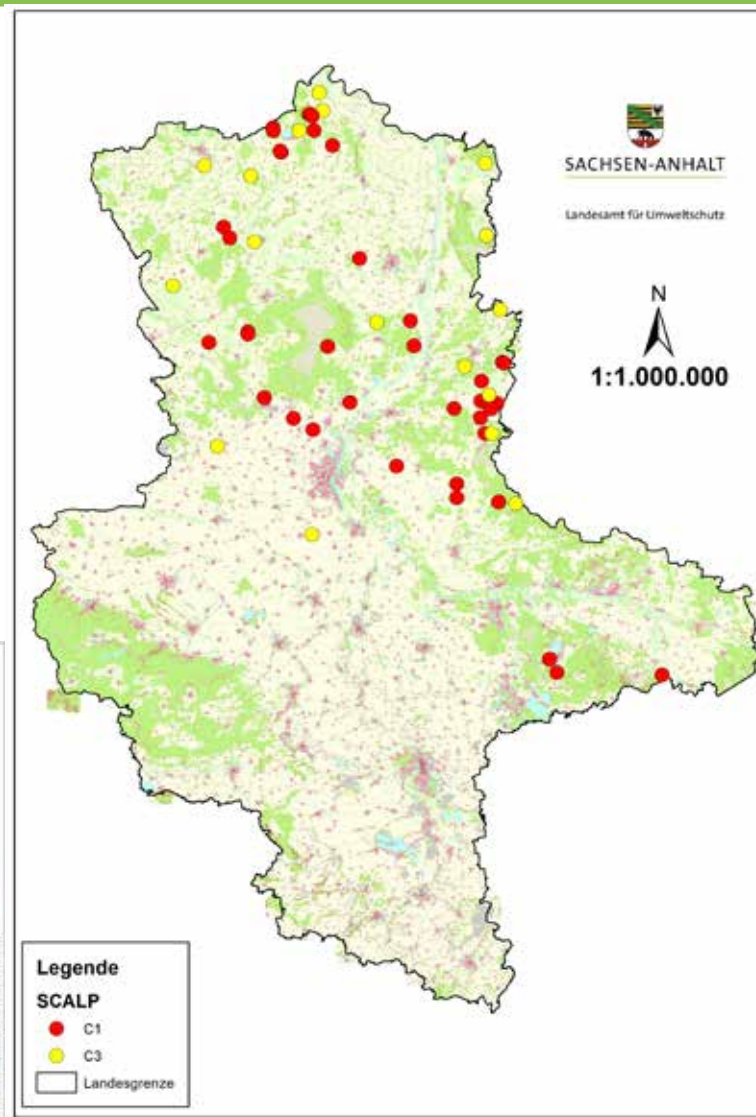 SACHSEN-ANHALT
Landesamt für Umweltschutz
N
1:1.000.000
Legende
SCALP
C1
C3
Landesgrenze